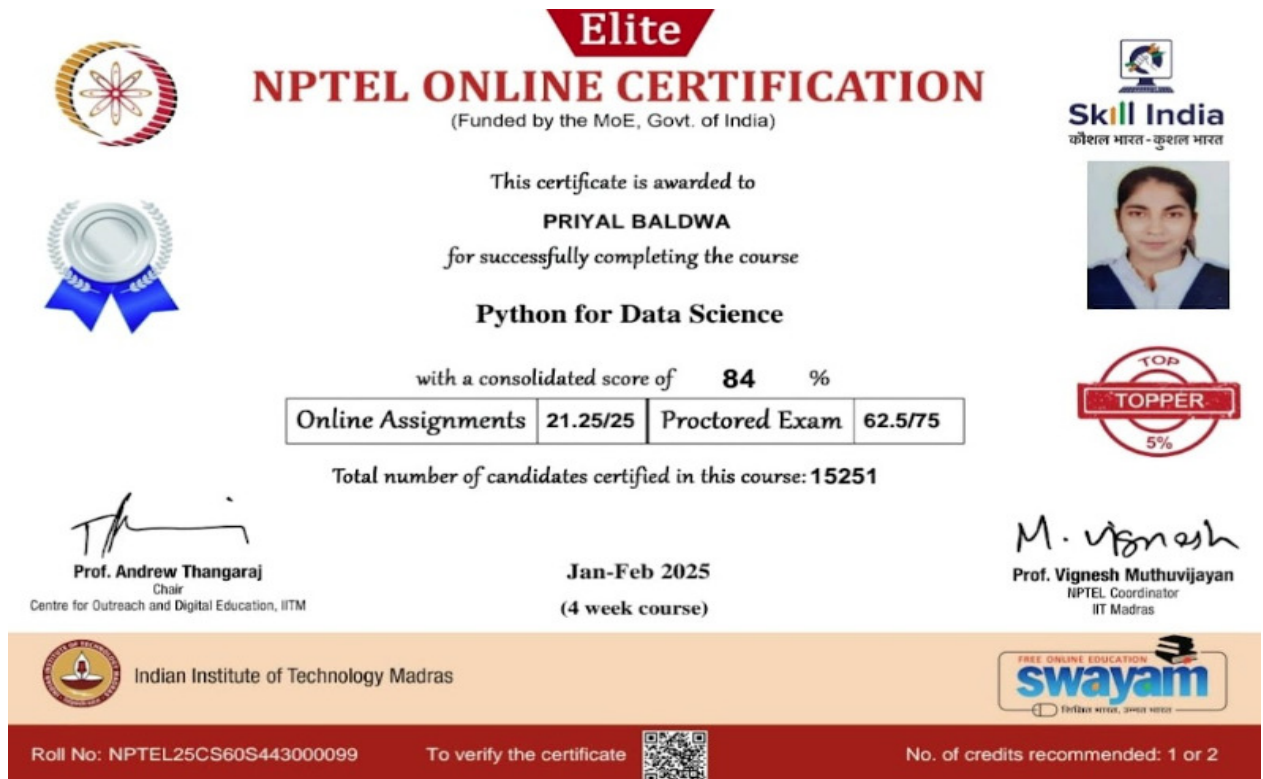 Elite
NPTEL ONLINE CERTIFICATION
(Funded by the MoE, Govt. of India)
Skill India
कौशल भारत-कुशल भारत
This certificate is awarded to
PRIYAL BALDWA
for successfully completing the course
Python for Data Science
with a consolidated score of 84 %
Online Assignments 21.25/25 Proctored Exam 62.5/75
TOP
TOPPER
5%
Total number of candidates certified in this course: 15251
M. Vignesh
Prof. Andrew Thangaraj
Chair
Centre for Outreach and Digital Education, IITM
Jan-Feb 2025
(4 week course)
Prof. Vignesh Muthuvijayan
NPTEL Coordinator
IIT Madras
Indian Institute of Technology Madras
FREE ONLINE EDUCATION
swayam
शिक्षित भारत, उन्नत भारत
Roll No: NPTEL25CS60S443000099
To verify the certificate
No. of credits recommended: 1 or 2